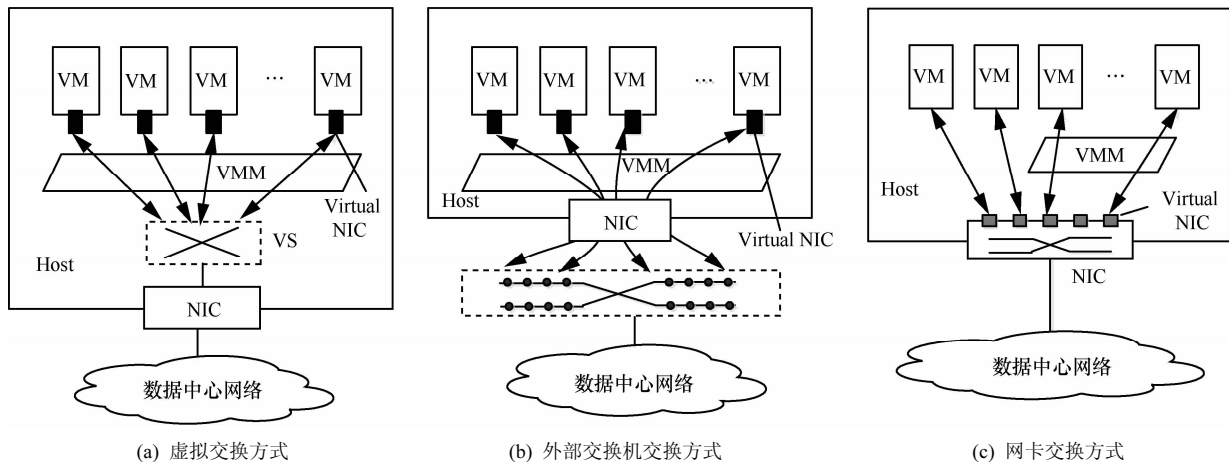 VM VM VM ... VM
VMM
Virtual
NIC
VS
Host
NIC
数据中心网络
(a) 虚拟交换方式
VM VM VM ... VM
VMM
Host
NIC
Virtual NIC
数据中心网络
(b) 外部交换机交换方式
VM VM VM ... VM
VMM
Host
Virtual
NIC
NIC
数据中心网络
(c) 网卡交换方式